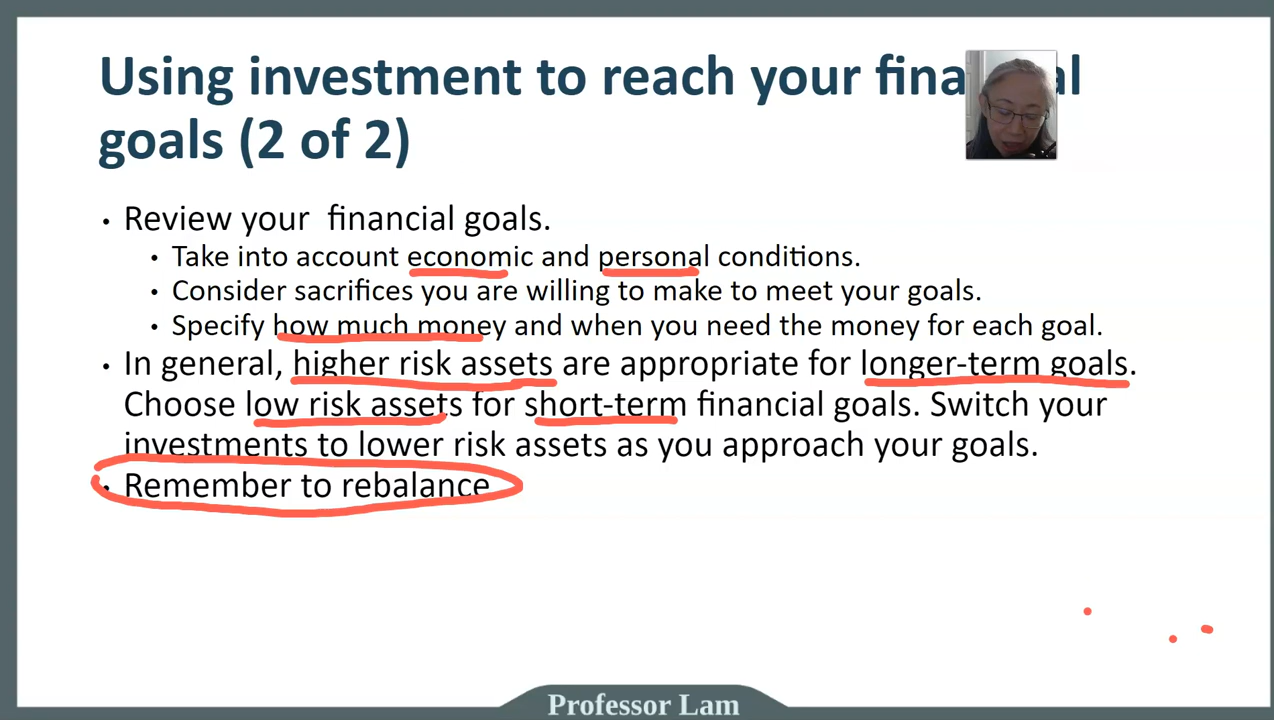 Using investment to reach your financial
goals (2 of 2)
• Review your financial goals.
• Take into account economic and personal conditions.
• Consider sacrifices you are willing to make to meet your goals.
• Specify how much money and when you need the money for each goal.
• In general, higher risk assets are appropriate for longer-term goals.
Choose low risk assets for short-term financial goals. Switch your
investments to lower risk assets as you approach your goals.
• Remember to rebalance
Professor Lam